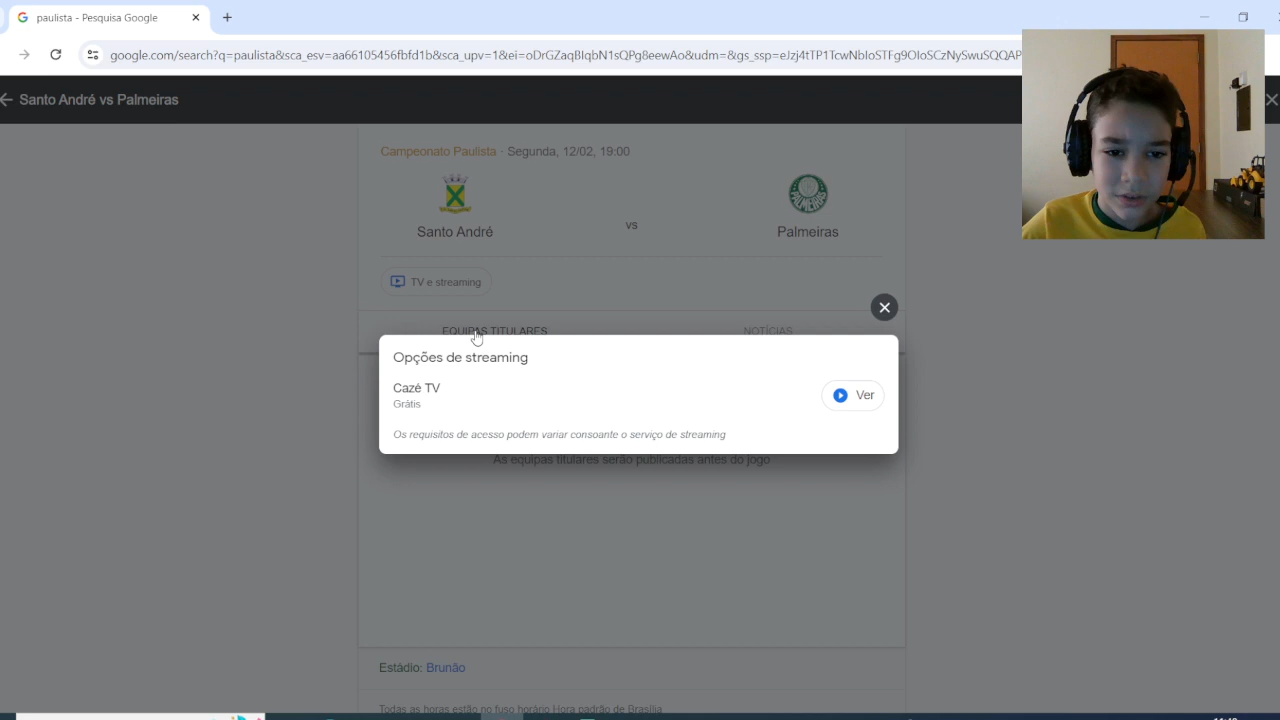 paulista - Pesquisa Google
google.com/search?q=paulista&sca_esv=aa66105456fbfd1b&sca_upv=1&ei=oDrGZaqBIqbN1sQPg8eewAo&udm=&gs_ssp=eJzj4tTP1TcwNbIoSTFg9OIoSCzNySwuSQQAP
Santo André vs Palmeiras
Campeonato Paulista · Segunda, 12/02, 19:00
PALMEIRAS
Santo André
vs
Palmeiras
TV e streaming
EQUIPAS TITULARES
NOTÍCIAS
Opções de streaming
Cazé TV
Grátis
Ver
Os requisitos de acesso podem variar consoante o serviço de streaming
As equipas titulares serão publicadas antes do jogo
Estádio: Brunão
Todas as horas estão no fuso horário Hora padrão de Brasília